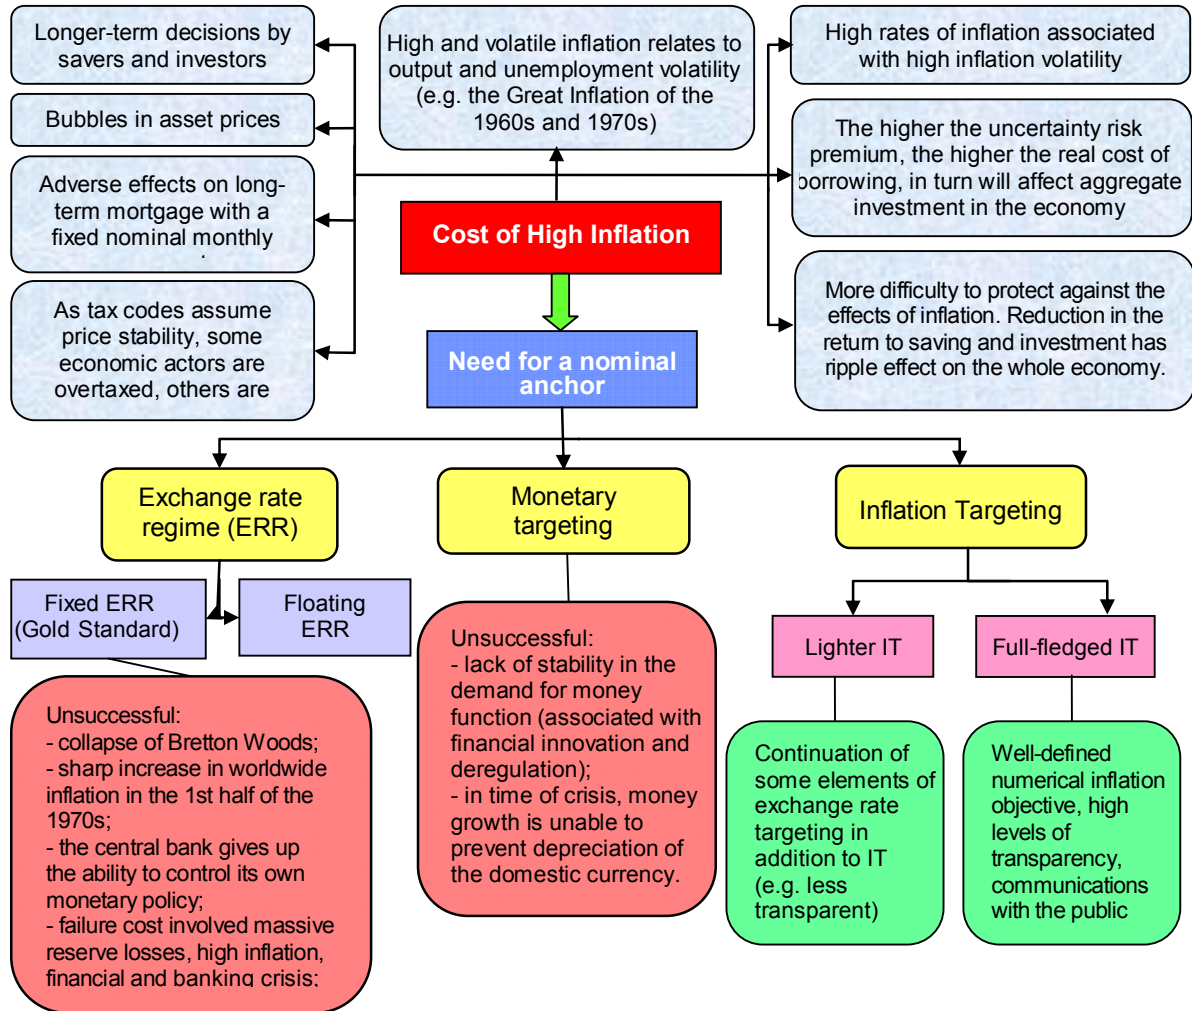 Longer-term decisions by
savers and investors
Bubbles in asset prices
Adverse effects on long-
term mortgage with a
fixed nominal monthly
As tax codes assume
price stability, some
economic actors are
overtaxed, others are
High and volatile inflation relates to
output and unemployment volatility
(e.g. the Great Inflation of the
1960s and 1970s)
High rates of inflation associated
with high inflation volatility
The higher the uncertainty risk
premium, the higher the real cost of
borrowing, in turn will affect aggregate
investment in the economy
More difficulty to protect against the
effects of inflation. Reduction in the
return to saving and investment has
ripple effect on the whole economy.
Cost of High Inflation
Need for a nominal
anchor
Exchange rate
regime (ERR)
Monetary
targeting
Inflation Targeting
Fixed ERR
(Gold Standard)
Floating
ERR
Lighter IT
Full-fledged IT
Unsuccessful:
- collapse of Bretton Woods;
- sharp increase in worldwide
inflation in the 1st half of the
1970s;
- the central bank gives up
the ability to control its own
monetary policy;
- failure cost involved massive
reserve losses, high inflation,
financial and banking crisis;
Unsuccessful:
- lack of stability in the
demand for money
function (associated with
financial innovation and
deregulation);
- in time of crisis, money
growth is unable to
prevent depreciation of
the domestic currency.
Continuation of
some elements of
exchange rate
targeting in
addition to IT
(e.g. less
transparent)
Well-defined
numerical inflation
objective, high
levels of
transparency,
communications
with the public